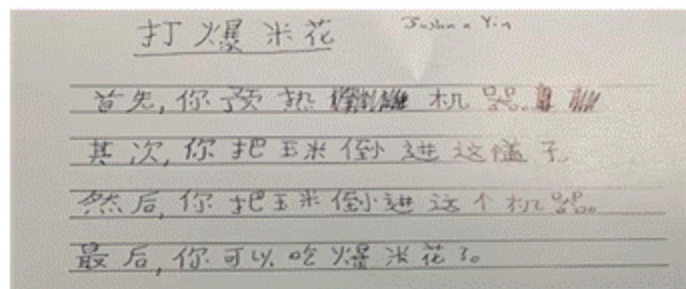 打爆米花 Joshua Yin
首先,你预热机器。
其次,你把玉米倒进这盖子
然后,你把玉米倒进这个机器。
最后,你可以吃爆米花了。